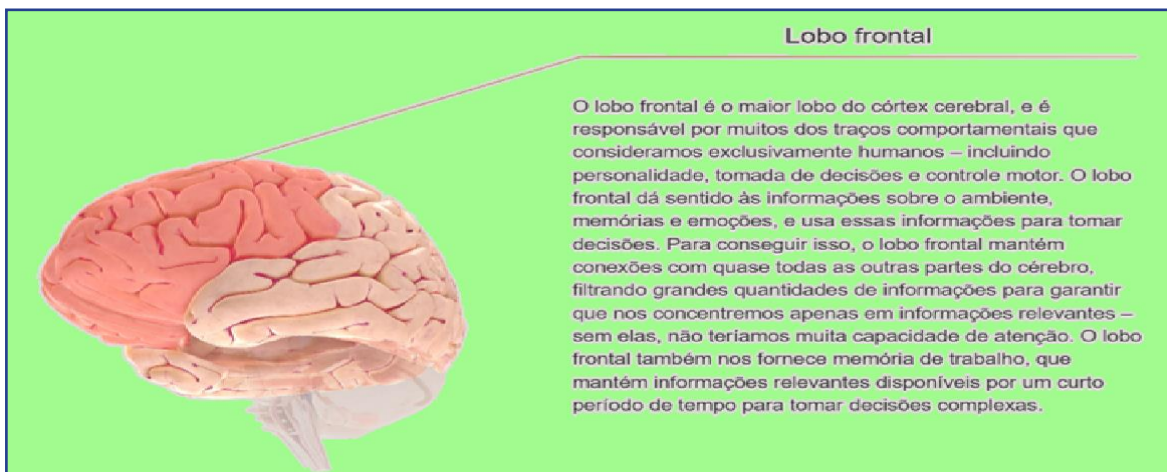 Lobo frontal
O lobo frontal é o maior lobo do córtex cerebral, e é
responsável por muitos dos traços comportamentais que
consideramos exclusivamente humanos – incluindo
personalidade, tomada de decisões e controle motor. O lobo
frontal dá sentido às informações sobre o ambiente,
memórias e emoções, e usa essas informações para tomar
decisões. Para conseguir isso, o lobo frontal mantém
conexões com quase todas as outras partes do cérebro,
filtrando grandes quantidades de informações para garantir
que nos concentremos apenas em informações relevantes –
sem elas, não teríamos muita capacidade de atenção. O lobo
frontal também nos fornece memória de trabalho, que
mantém informações relevantes disponíveis por um curto
período de tempo para tomar decisões complexas.